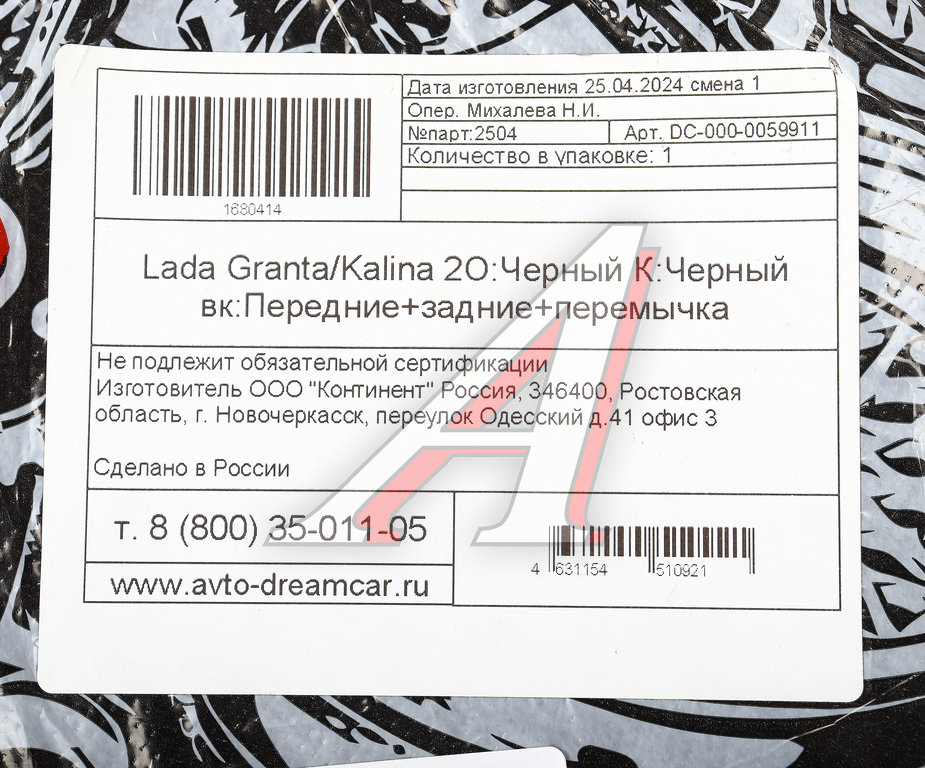 1680414
Дата изготовления 25.04.2024 смена 1
Опер. Михалева Н.И.
№парт:2504 Арт. DC-000-0059911
Количество в упаковке: 1
Lada Granta/Kalina 2О:Черный К:Черный
вк:Передние+задние+перемычка
Не подлежит обязательной сертификации
Изготовитель ООО "Континент" Россия, 346400, Ростовская
область, г. Новочеркасск, переулок Одесский д.41 офис 3
Сделано в России
т. 8 (800) 35-011-05
www.avto-dreamcar.ru
4 631154 510921